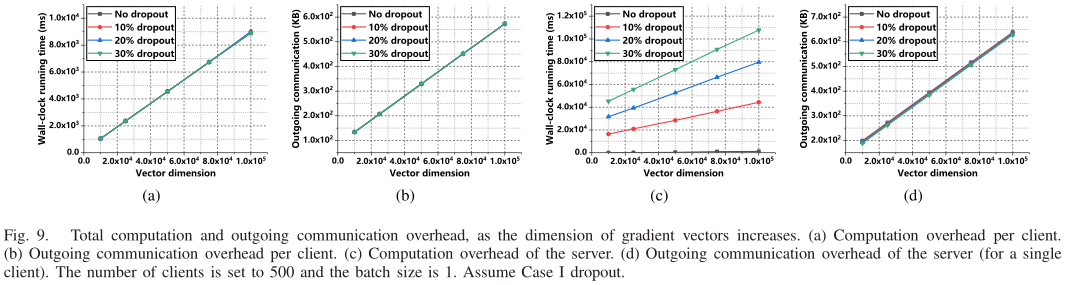 Wall-clock running time (ms)
1.0x10⁴
8.0x10³
6.0x10³
4.0x10³
2.0x10³
0.0
No dropout
10% dropout
20% dropout
30% dropout
0.0 2.0x10⁴ 4.0x10⁴ 6.0x10⁴ 8.0x10⁴ 1.0x10⁵
Vector dimension
(a)
Outgoing communication (KB)
6.0x10²
5.0x10²
4.0x10²
3.0x10²
2.0x10²
1.0x10²
No dropout
10% dropout
20% dropout
30% dropout
0.0 2.0x10⁴ 4.0x10⁴ 6.0x10⁴ 8.0x10⁴ 1.0x10⁵
Vector dimension
(b)
Wall-clock running time (ms)
1.2x10⁵
1.0x10⁵
8.0x10⁴
6.0x10⁴
4.0x10⁴
2.0x10⁴
0.0
No dropout
10% dropout
20% dropout
30% dropout
0.0 2.0x10⁴ 4.0x10⁴ 6.0x10⁴ 8.0x10⁴ 1.0x10⁵
Vector dimension
(c)
Outgoing communication (KB)
7.0x10²
6.0x10²
5.0x10²
4.0x10²
3.0x10²
2.0x10²
No dropout
10% dropout
20% dropout
30% dropout
0.0 2.0x10⁴ 4.0x10⁴ 6.0x10⁴ 8.0x10⁴ 1.0x10⁵
Vector dimension
(d)
Fig. 9. Total computation and outgoing communication overhead, as the dimension of gradient vectors increases. (a) Computation overhead per client.
(b) Outgoing communication overhead per client. (c) Computation overhead of the server. (d) Outgoing communication overhead of the server (for a single
client). The number of clients is set to 500 and the batch size is 1. Assume Case I dropout.